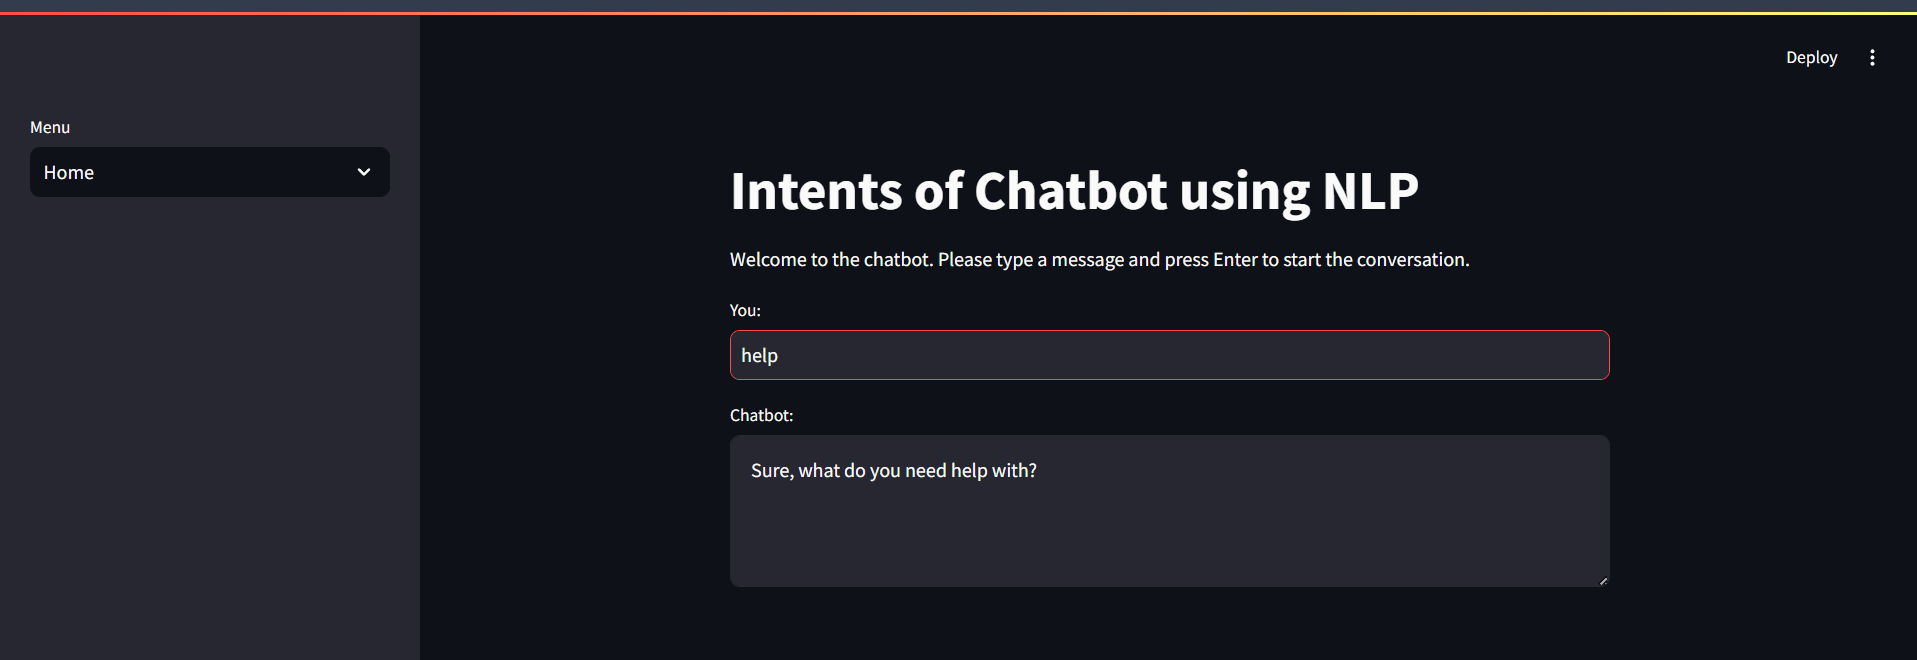 Deploy
Menu
Home
Intents of Chatbot using NLP
Welcome to the chatbot. Please type a message and press Enter to start the conversation.
You:
help
Chatbot:
Sure, what do you need help with?